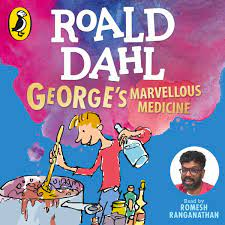 ROALD
DAHL
GEORGE'S MARVELLOUS
MEDICINE
Read by
ROMESH
RANGANATHAN